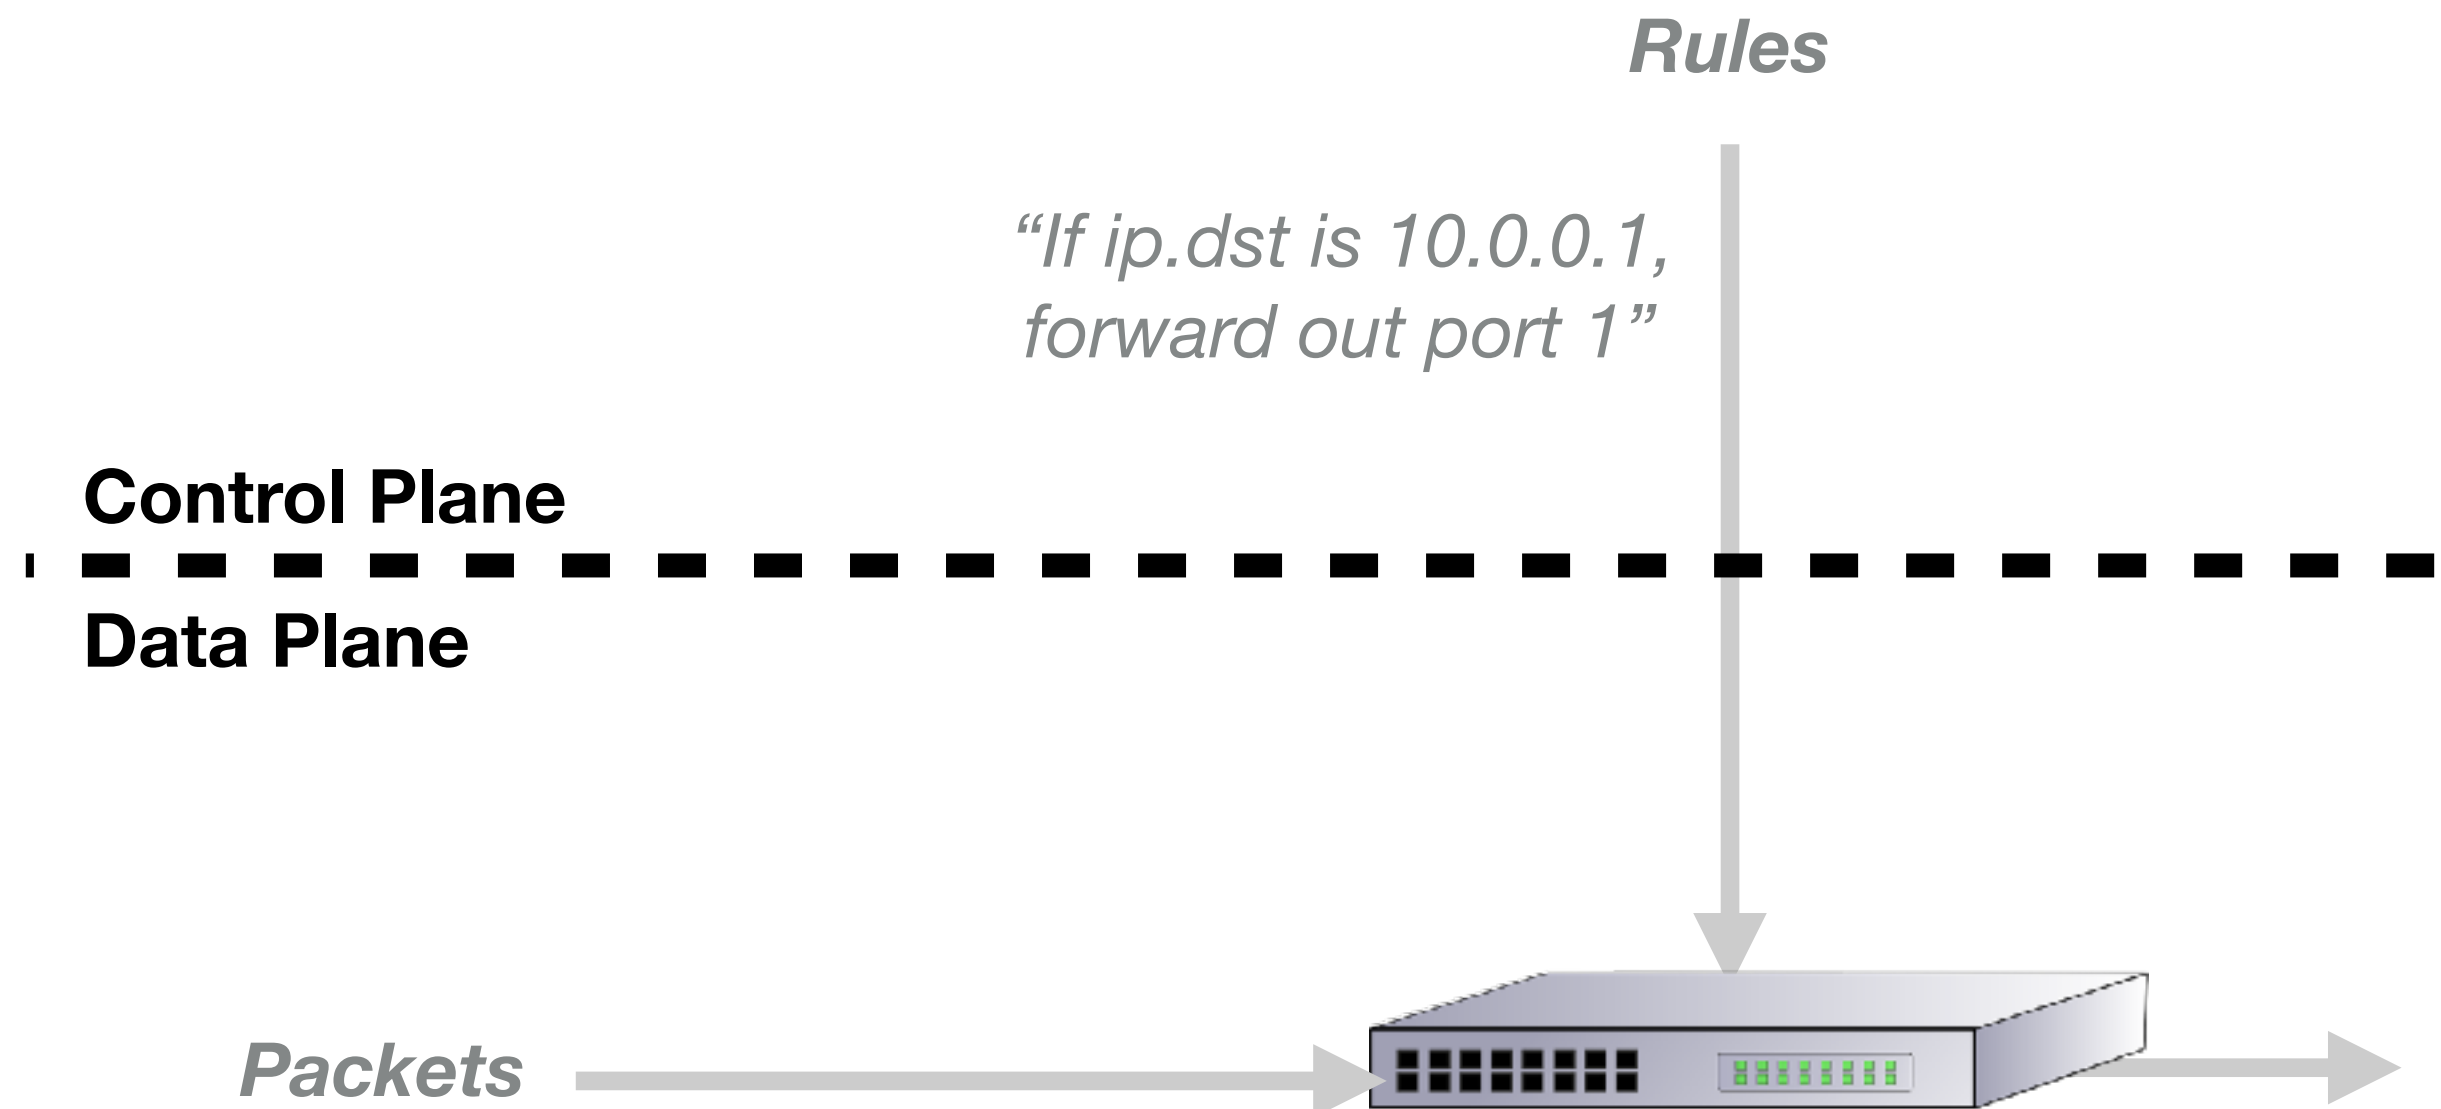 Rules
“If ip.dst is 10.0.0.1,
forward out port 1”
Control Plane
Data Plane
Packets